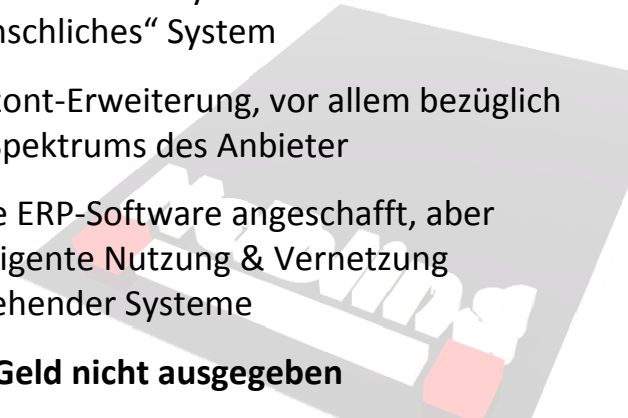 nschliches“ System
ont-Erweiterung, vor allem bezüglich
Spektrums des Anbieter
e ERP-Software angeschafft, aber
igente Nutzung & Vernetzung
ehender Systeme
Geld nicht ausgegeben